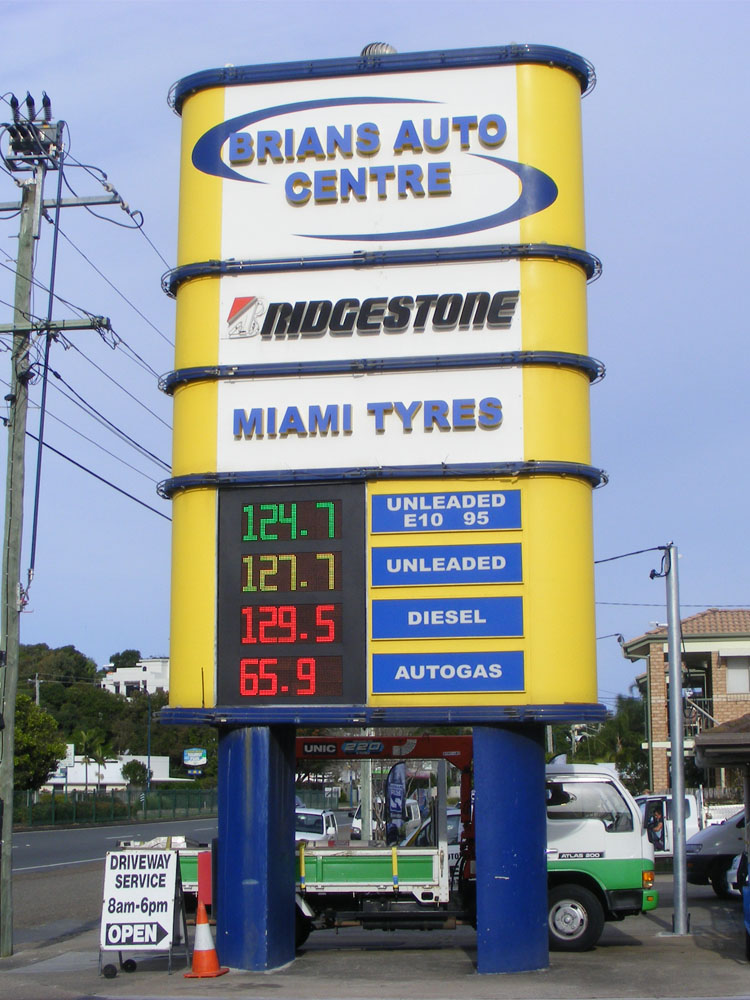 BRIANS AUTO
CENTRE
BRIDGESTONE
MIAMI TYRES
124.7 UNLEADED
E10 95
127.7 UNLEADED
129.5 DIESEL
65.9 AUTOGAS
UNIC 220
ATLAS 200
DRIVEWAY
SERVICE
8am-6pm
OPEN